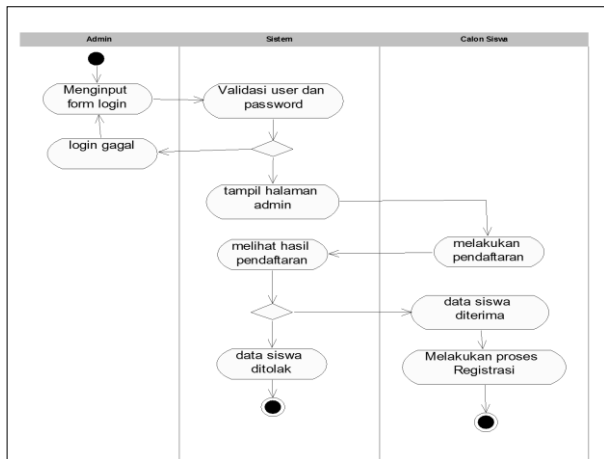 Admin
Sistem
Calon Siswa
Menginput
form login
Validasi user dan
password
login gagal
tampil halaman
admin
melihat hasil
pendaftaran
melakukan
pendaftaran
data siswa
diterima
data siswa
ditolak
Melakukan proses
Registrasi